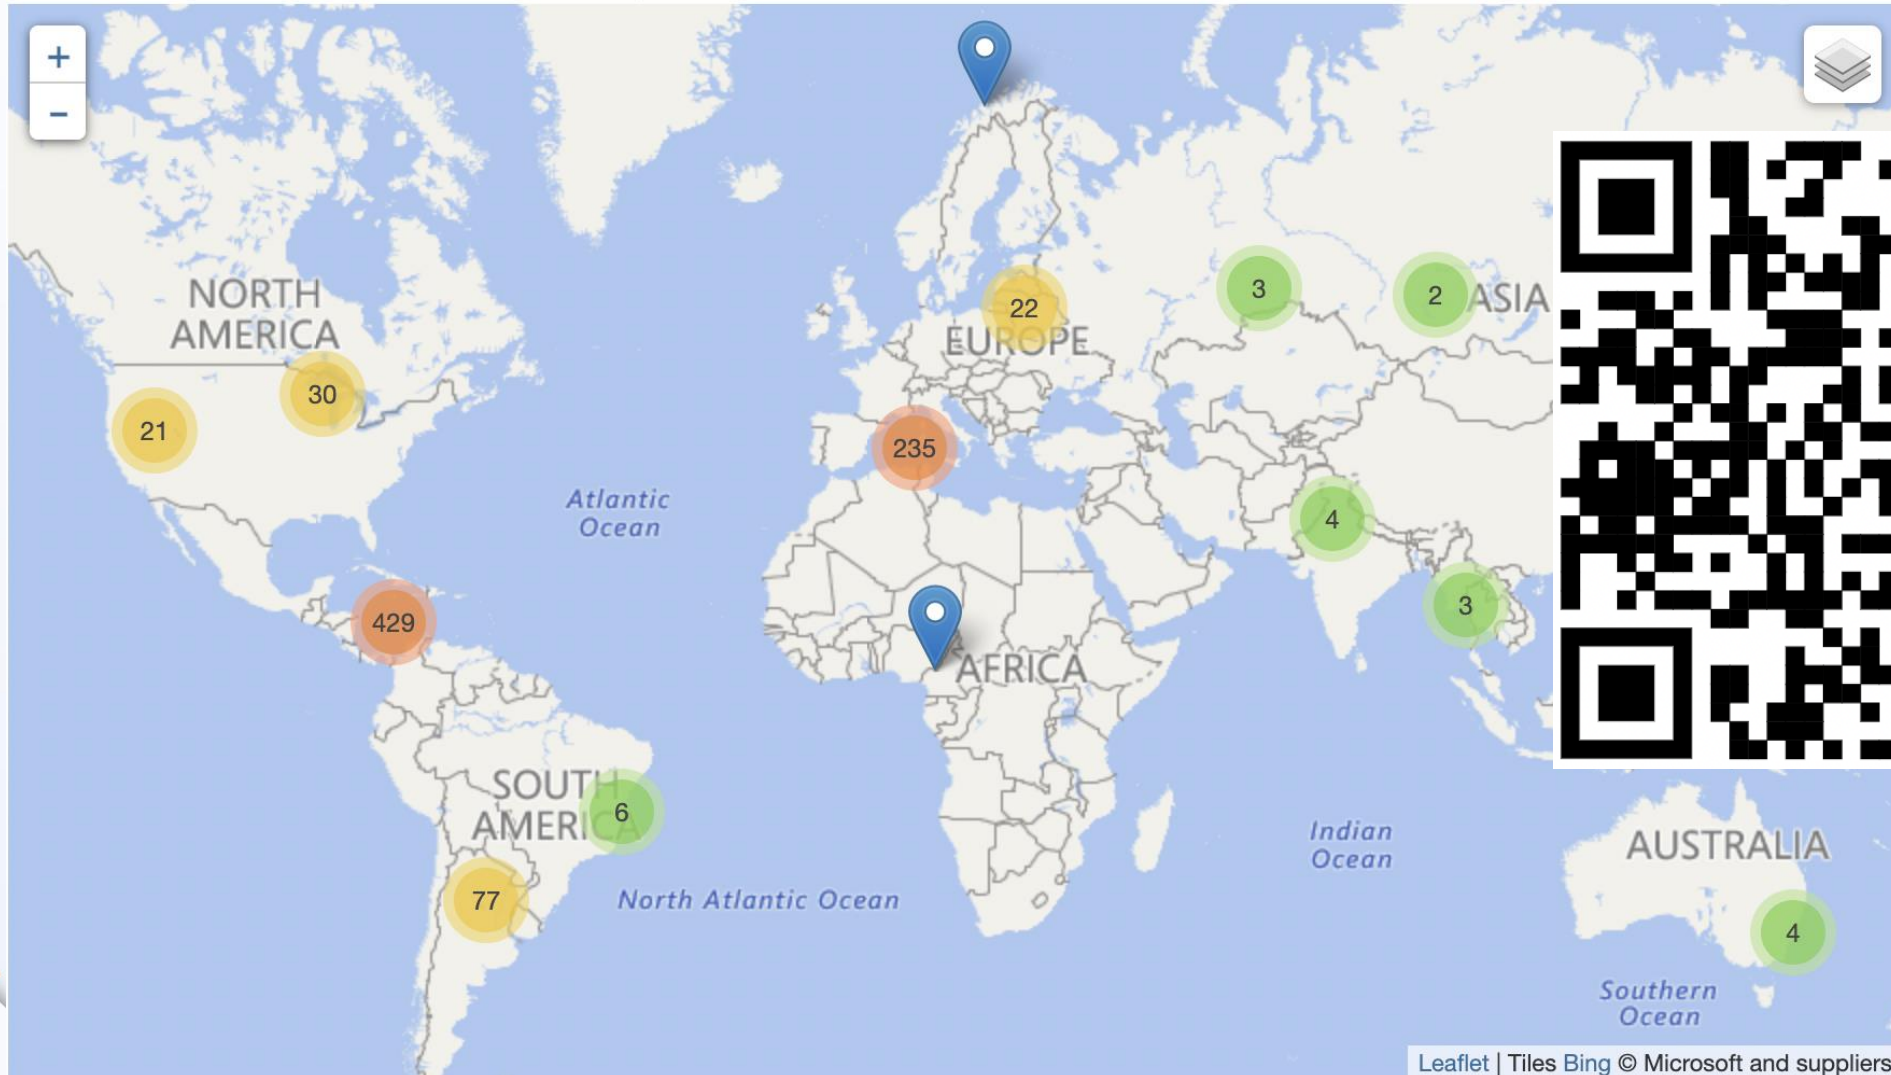 +
−
NORTH
AMERICA
30
21
429
SOUTH
AMERICA
6
77
Atlantic
Ocean
North Atlantic Ocean
22
EUROPE
235
AFRICA
3
2
ASIA
4
3
Indian
Ocean
AUSTRALIA
4
Southern
Ocean
Leaflet | Tiles Bing © Microsoft and suppliers